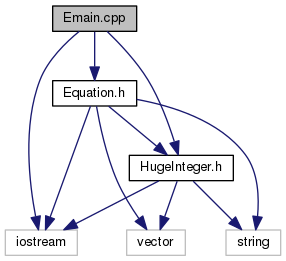 Emain.cpp
Equation.h
HugeInteger.h
iostream
vector
string